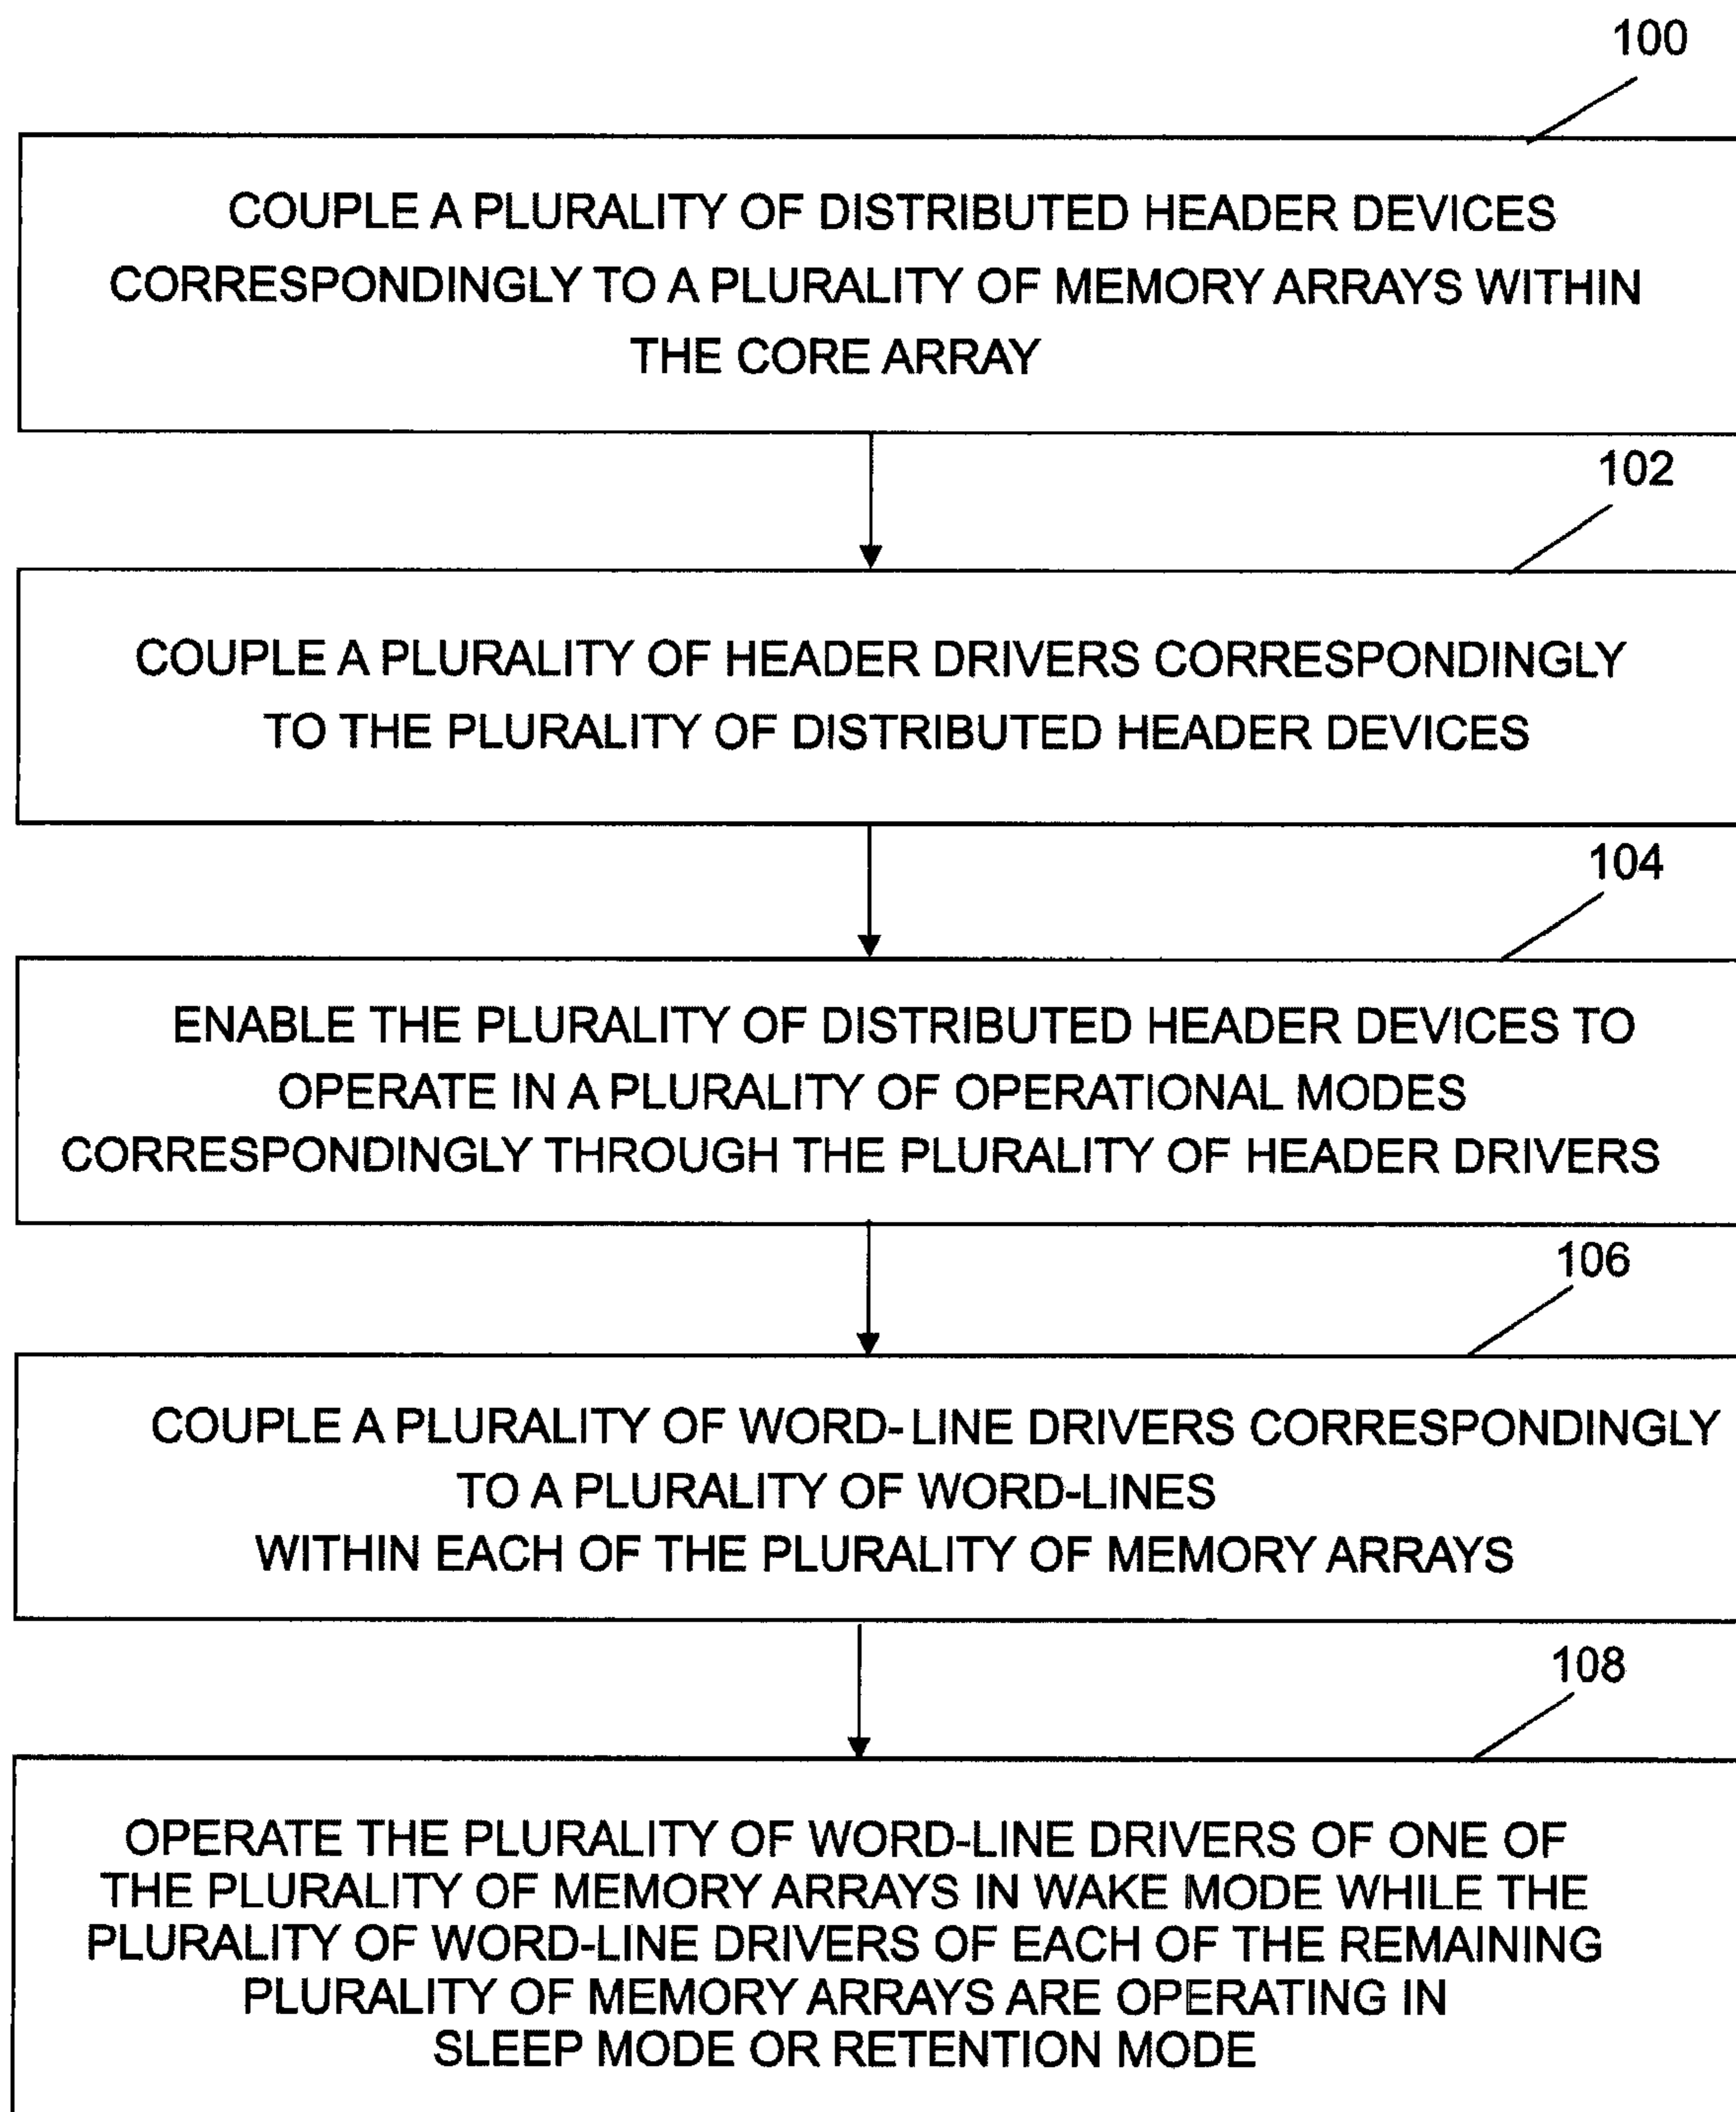 100
COUPLE A PLURALITY OF DISTRIBUTED HEADER DEVICES
CORRESPONDINGLY TO A PLURALITY OF MEMORY ARRAYS WITHIN
THE CORE ARRAY
102
COUPLE A PLURALITY OF HEADER DRIVERS CORRESPONDINGLY
TO THE PLURALITY OF DISTRIBUTED HEADER DEVICES
104
ENABLE THE PLURALITY OF DISTRIBUTED HEADER DEVICES TO
OPERATE IN A PLURALITY OF OPERATIONAL MODES
CORRESPONDINGLY THROUGH THE PLURALITY OF HEADER DRIVERS
106
COUPLE A PLURALITY OF WORD-LINE DRIVERS CORRESPONDINGLY
TO A PLURALITY OF WORD-LINES
WITHIN EACH OF THE PLURALITY OF MEMORY ARRAYS
108
OPERATE THE PLURALITY OF WORD-LINE DRIVERS OF ONE OF
THE PLURALITY OF MEMORY ARRAYS IN WAKE MODE WHILE THE
PLURALITY OF WORD-LINE DRIVERS OF EACH OF THE REMAINING
PLURALITY OF MEMORY ARRAYS ARE OPERATING IN
SLEEP MODE OR RETENTION MODE